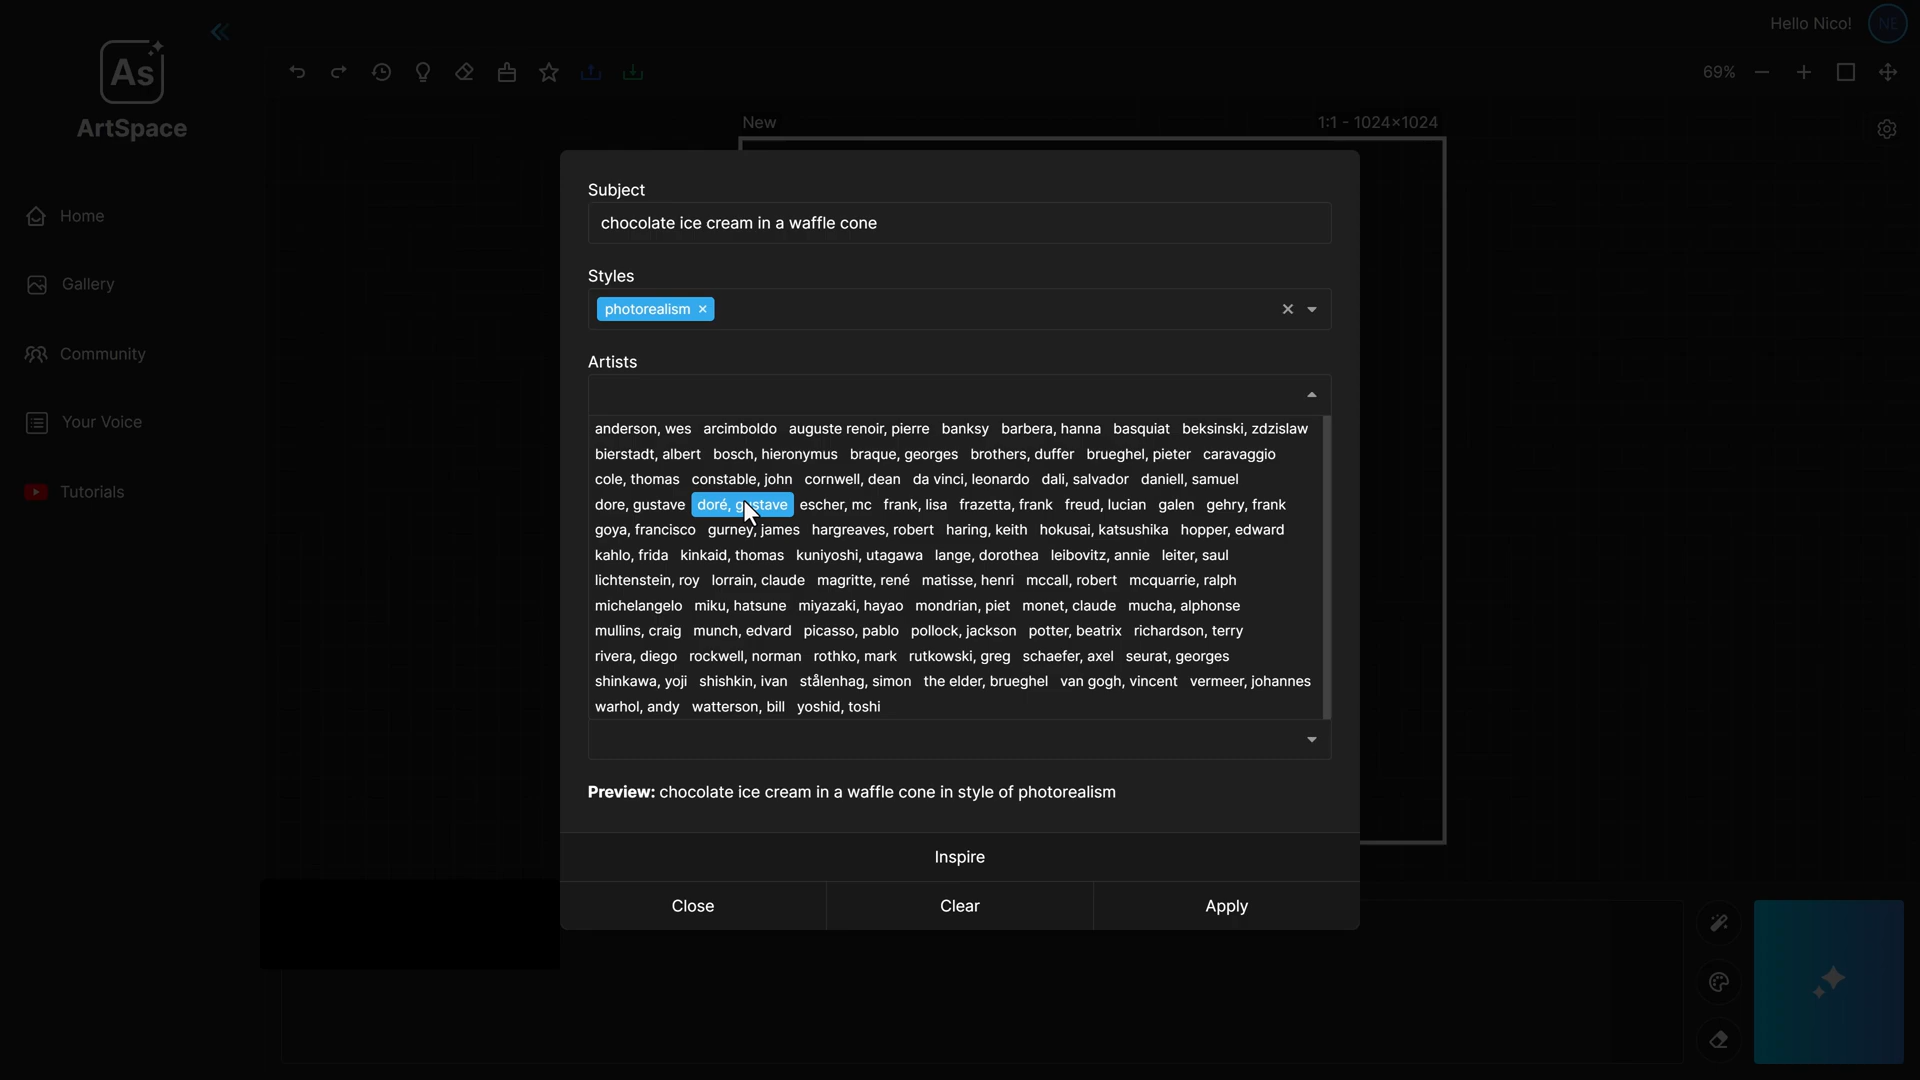 Hello Nico!
NE
As
ArtSpace
69%
New
1:1 - 1024×1024
Home
Gallery
Community
Your Voice
Tutorials
Subject
chocolate ice cream in a waffle cone
Styles
photorealism ×
Artists
anderson, wes arcimboldo auguste renoir, pierre banksy barbera, hanna basquiat beksinski, zdzislaw
bierstadt, albert bosch, hieronymus braque, georges brothers, duffer brueghel, pieter caravaggio
cole, thomas constable, john cornwell, dean da vinci, leonardo dali, salvador daniell, samuel
dore, gustave doré, gustave escher, mc frank, lisa frazetta, frank freud, lucian galen gehry, frank
goya, francisco gurney, james hargreaves, robert haring, keith hokusai, katsushika hopper, edward
kahlo, frida kinkaid, thomas kuniyoshi, utagawa lange, dorothea leibovitz, annie leiter, saul
lichtenstein, roy lorrain, claude magritte, rené matisse, henri mccall, robert mcquarrie, ralph
michelangelo miku, hatsune miyazaki, hayao mondrian, piet monet, claude mucha, alphonse
mullins, craig munch, edvard picasso, pablo pollock, jackson potter, beatrix richardson, terry
rivera, diego rockwell, norman rothko, mark rutkowski, greg schaefer, axel seurat, georges
shinkawa, yoji shishkin, ivan stålenhag, simon the elder, brueghel van gogh, vincent vermeer, johannes
warhol, andy watterson, bill yoshid, toshi
Preview: chocolate ice cream in a waffle cone in style of photorealism
Inspire
Close
Clear
Apply